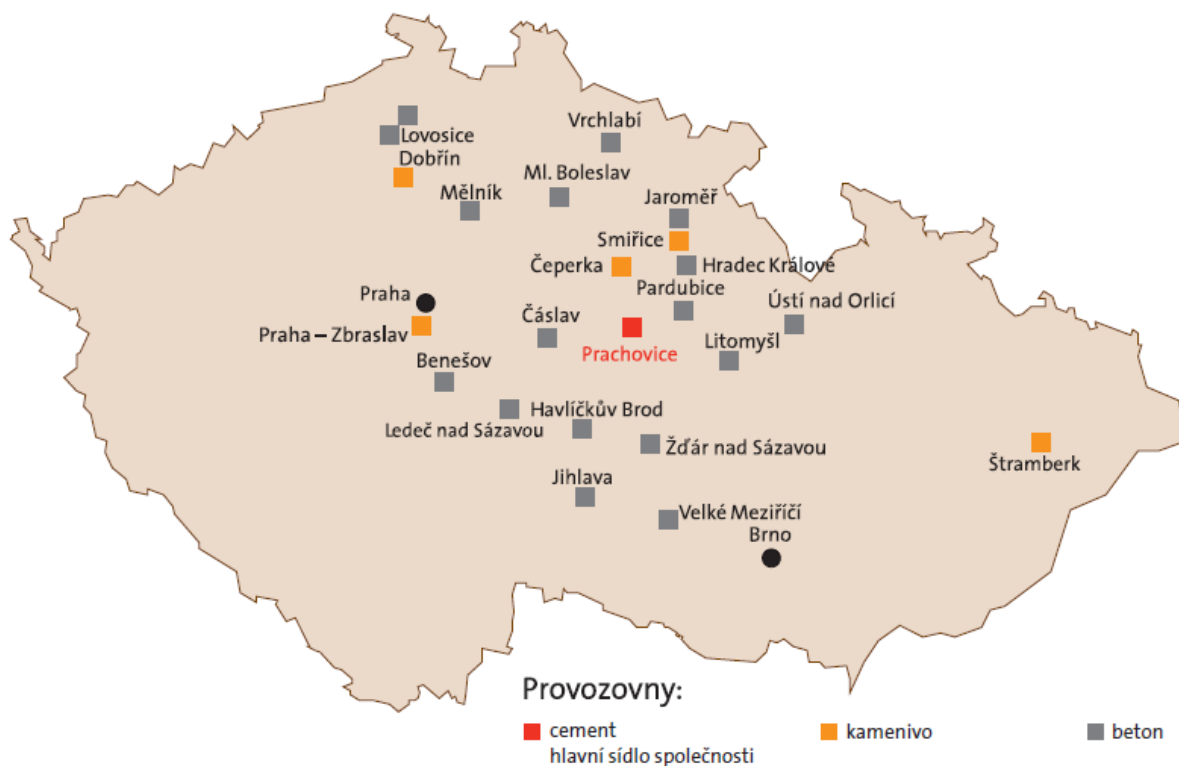 Vrchlabí
Lovosice
Dobřín
Ml. Boleslav
Mělník
Jaroměř
Smiřice
Čeperka
Hradec Králové
Pardubice
Praha
Ústí nad Orlicí
Čáslav
Praha – Zbraslav
Litomyšl
Prachovice
Benešov
Havlíčkův Brod
Ledeč nad Sázavou
Žďár nad Sázavou
Štramberk
Jihlava
Velké Meziříčí
Brno
Provozovny:
cement
hlavní sídlo společnosti
kamenivo
beton